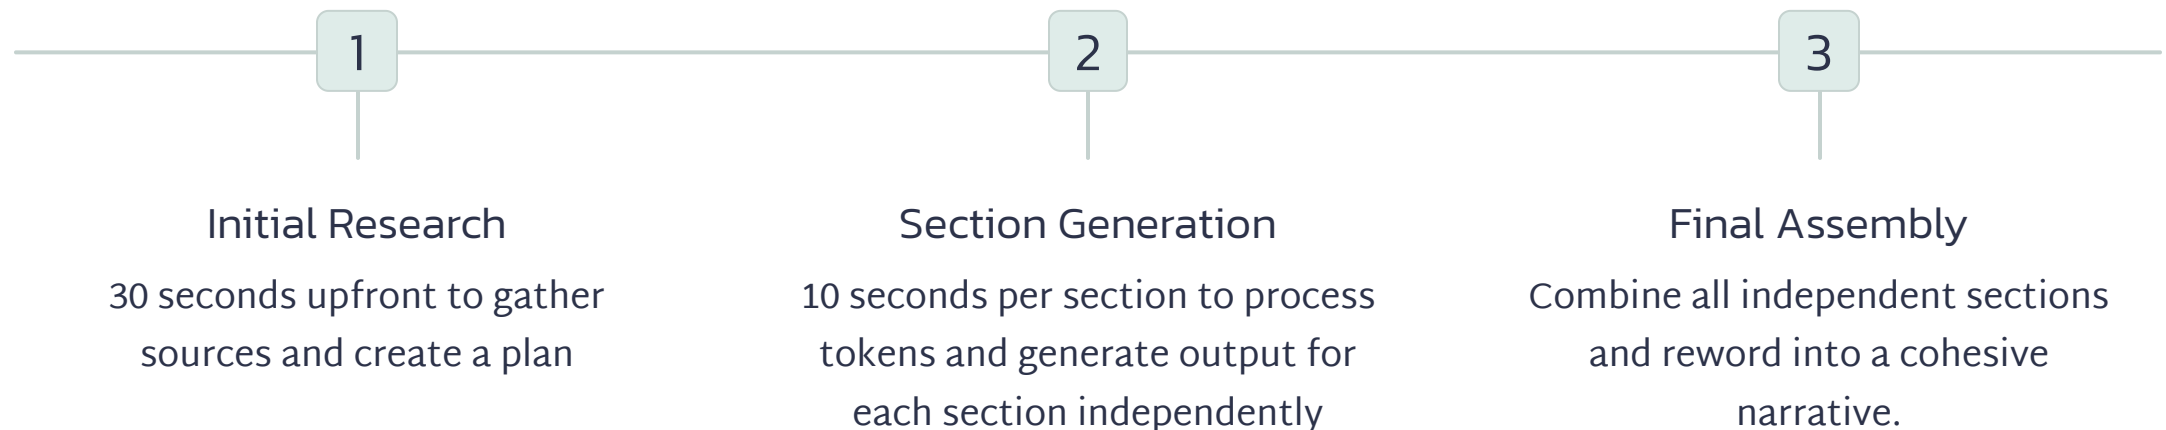 1
2
3
Initial Research
30 seconds upfront to gather
sources and create a plan
Section Generation
10 seconds per section to process
tokens and generate output for
each section independently
Final Assembly
Combine all independent sections
and reword into a cohesive
narrative.